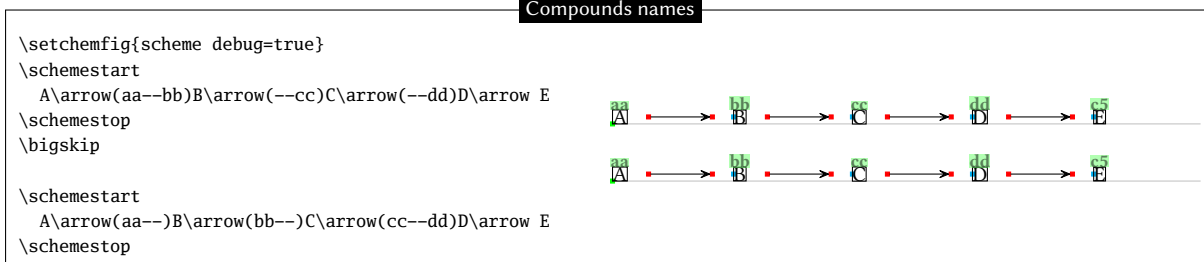 Compounds names
\setchemfig{scheme debug=true}
\schemestart
  A\arrow(aa--bb)B\arrow(--cc)C\arrow(--dd)D\arrow E
\schemestop
\bigskip

\schemestart
  A\arrow(aa--)B\arrow(bb--)C\arrow(cc--dd)D\arrow E
\schemestop
aa bb cc dd c5
A B C D E
aa bb cc dd c5
A B C D E